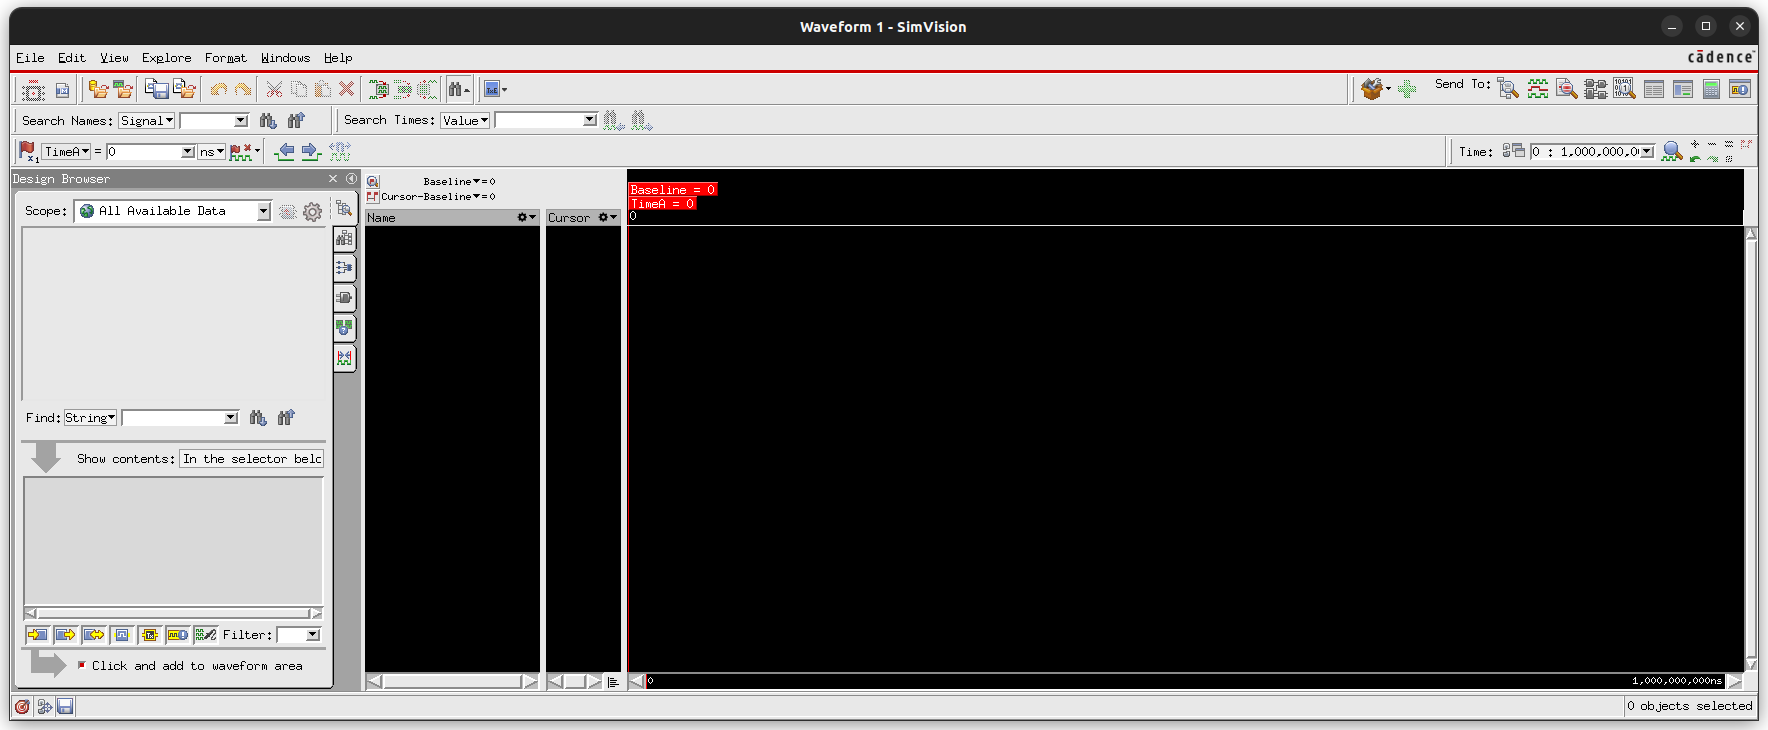 Waveform 1 - SimVision
File Edit View Explore Format Windows Help
cādence
Send To:
Search Names: Signal
Search Times: Value
x1 TimeA = 0 ns
Time: 0 : 1,000,000,0
Design Browser
Scope: All Available Data
Baseline = 0
Cursor-Baseline = 0
Name
Cursor
Baseline = 0
TimeA = 0
0
Find: String
Show contents: In the selector belc
Filter:
Click and add to waveform area
0
1,000,000,000ns
0 objects selected